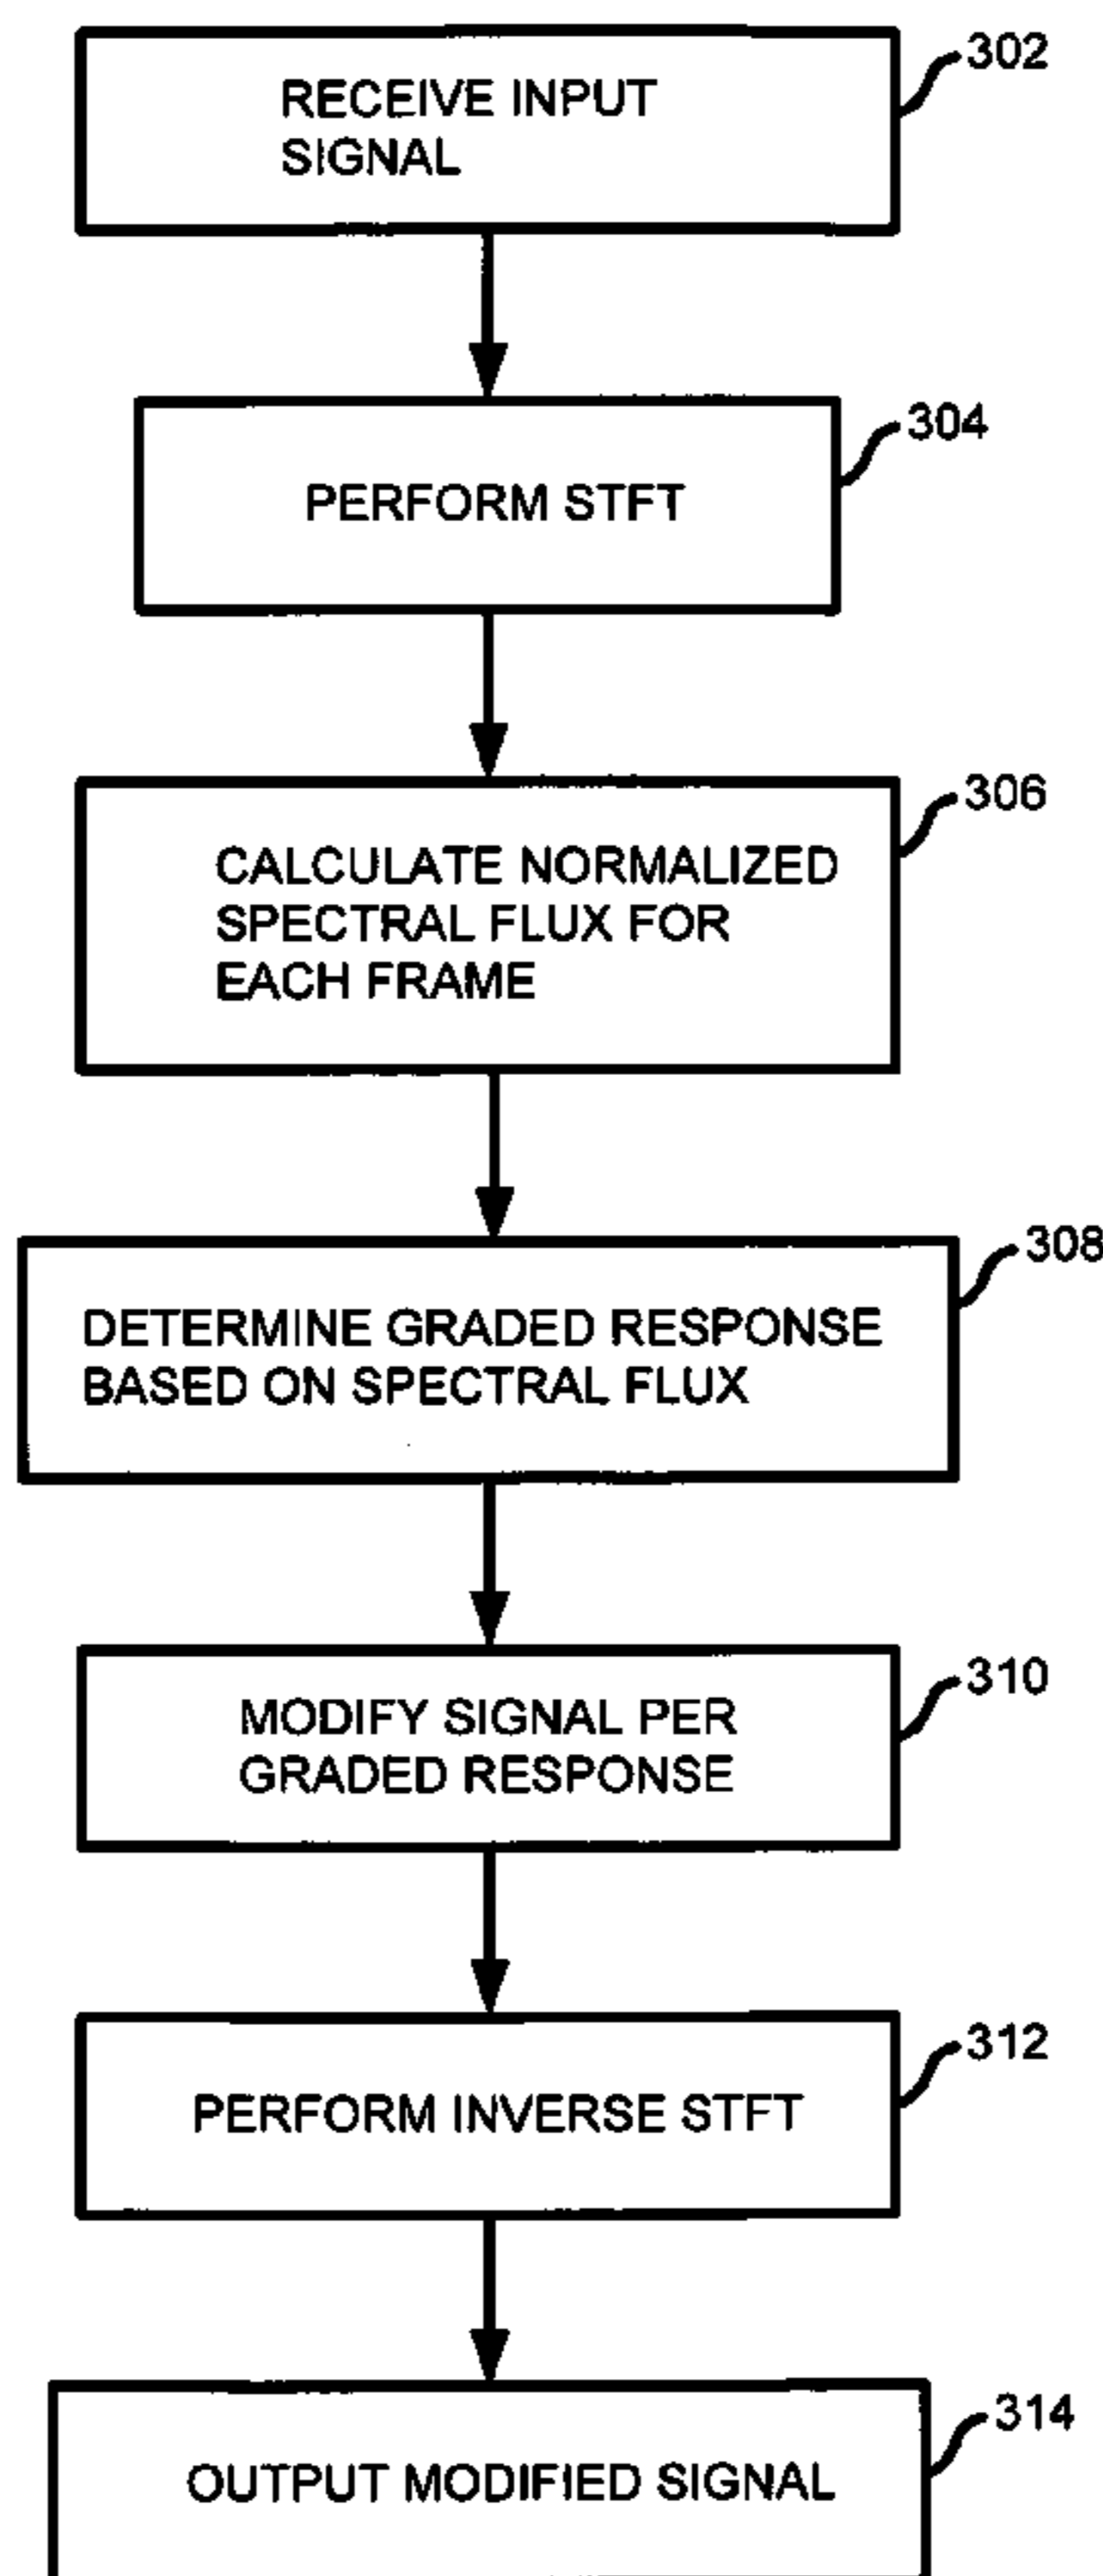 302
RECEIVE INPUT
SIGNAL
304
PERFORM STFT
306
CALCULATE NORMALIZED
SPECTRAL FLUX FOR
EACH FRAME
308
DETERMINE GRADED RESPONSE
BASED ON SPECTRAL FLUX
310
MODIFY SIGNAL PER
GRADED RESPONSE
312
PERFORM INVERSE STFT
314
OUTPUT MODIFIED SIGNAL